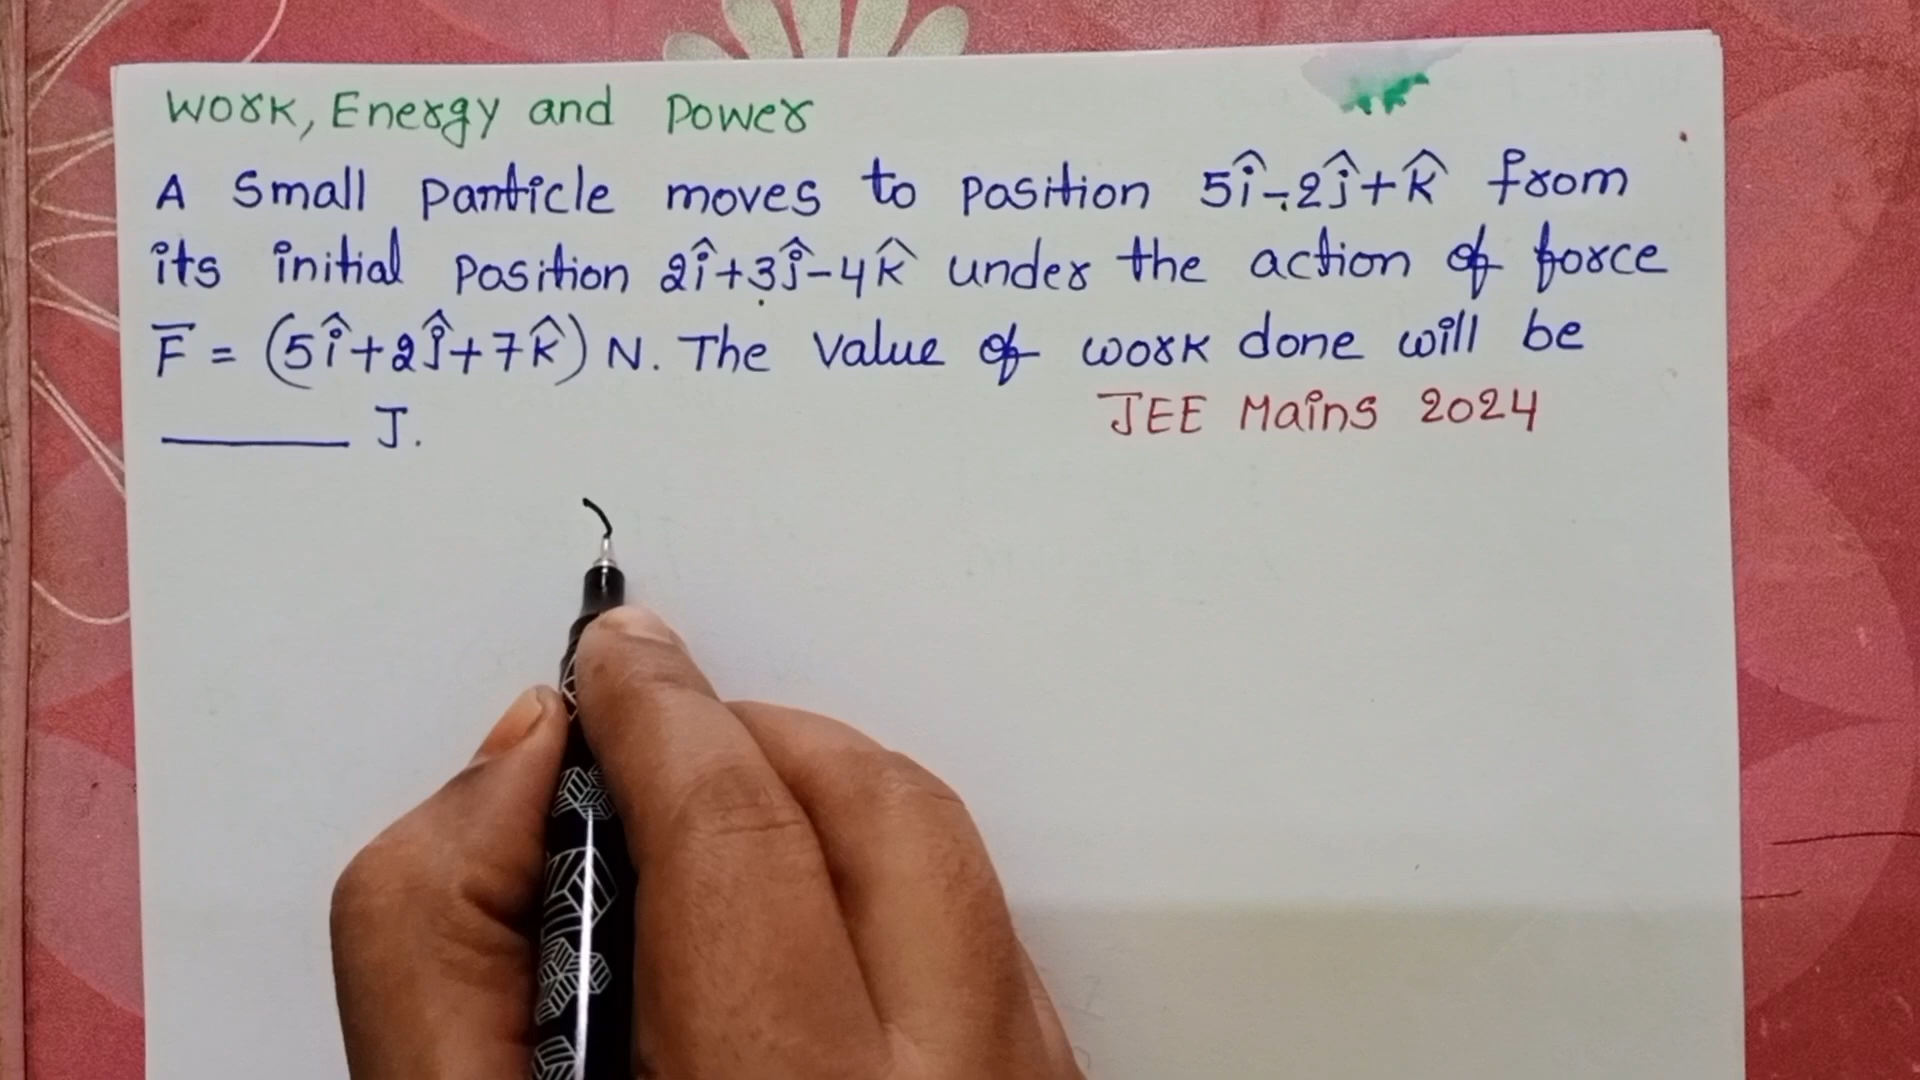 Work, Energy and Power
A Small Particle moves to position 5î-2ĵ+k̂ from
its initial position 2î+3ĵ-4k̂ under the action of force
F̅ = (5î+2ĵ+7k̂) N. The value of work done will be
______ J.
JEE Mains 2024